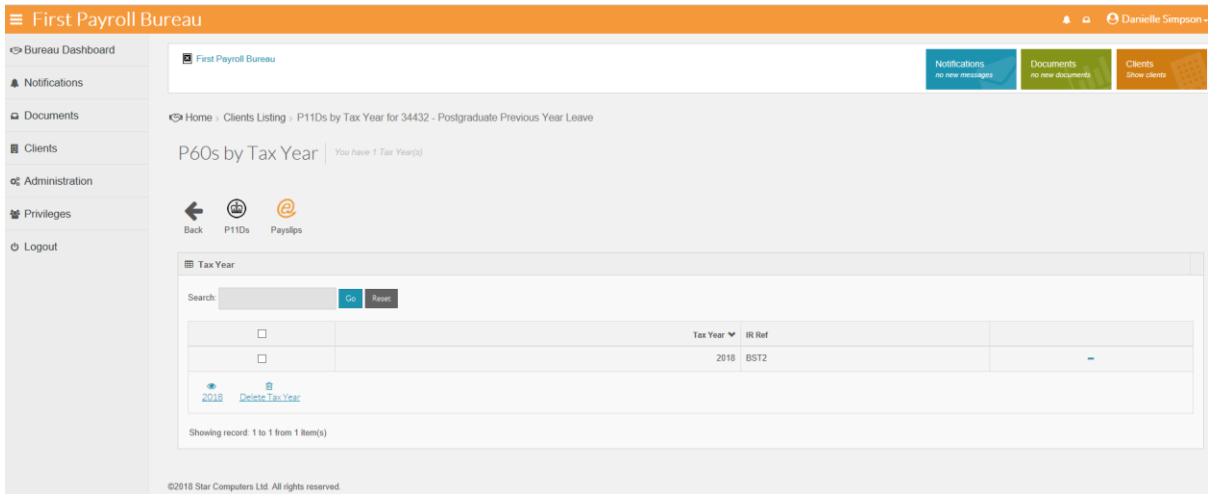 First Payroll Bureau
Danielle Simpson
Bureau Dashboard
Notifications
Documents
Clients
Administration
Privileges
Logout
First Payroll Bureau
Notifications
no new messages
Documents
no new documents
Clients
Show clients
Home › Clients Listing › P11Ds by Tax Year for 34432 - Postgraduate Previous Year Leave
P60s by Tax Year You have 1 Tax Year(s)
Back P11Ds Payslips
Tax Year
Search: Go Reset
Tax Year IR Ref
2018 BST2
2018 Delete Tax Year
Showing record: 1 to 1 from 1 item(s)
©2018 Star Computers Ltd. All rights reserved.